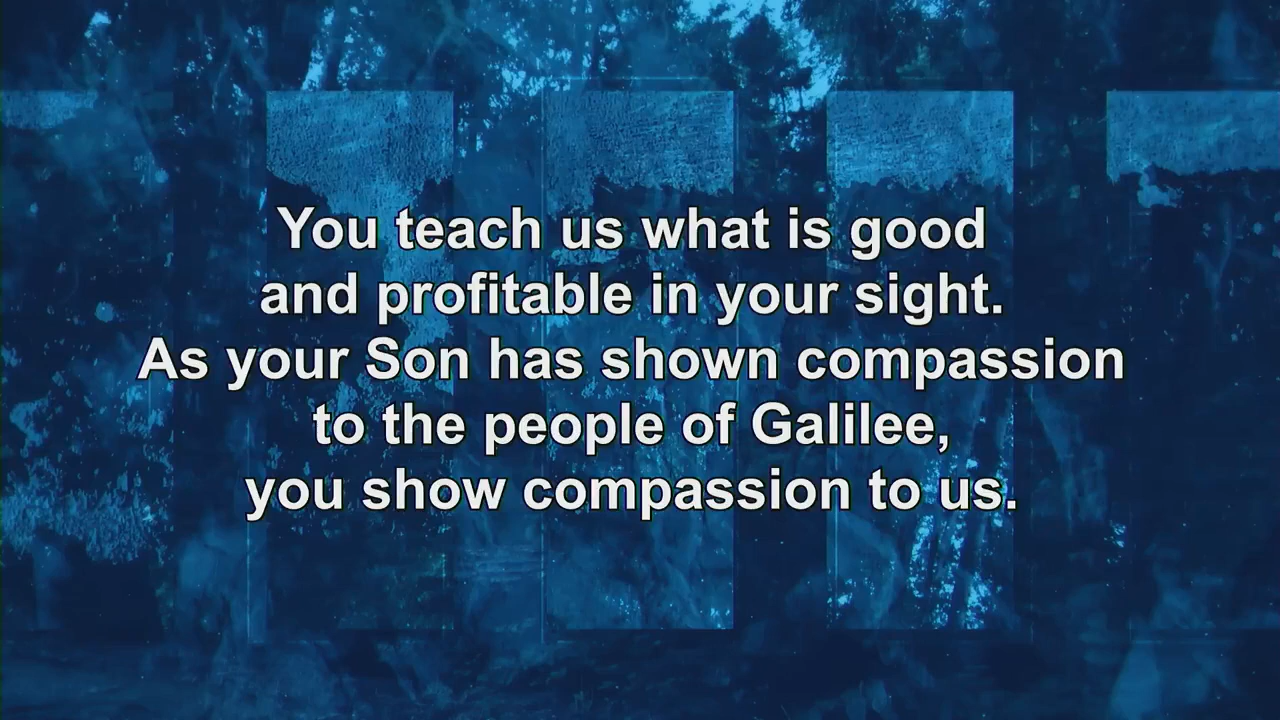 You teach us what is good
and profitable in your sight.
As your Son has shown compassion
to the people of Galilee,
you show compassion to us.